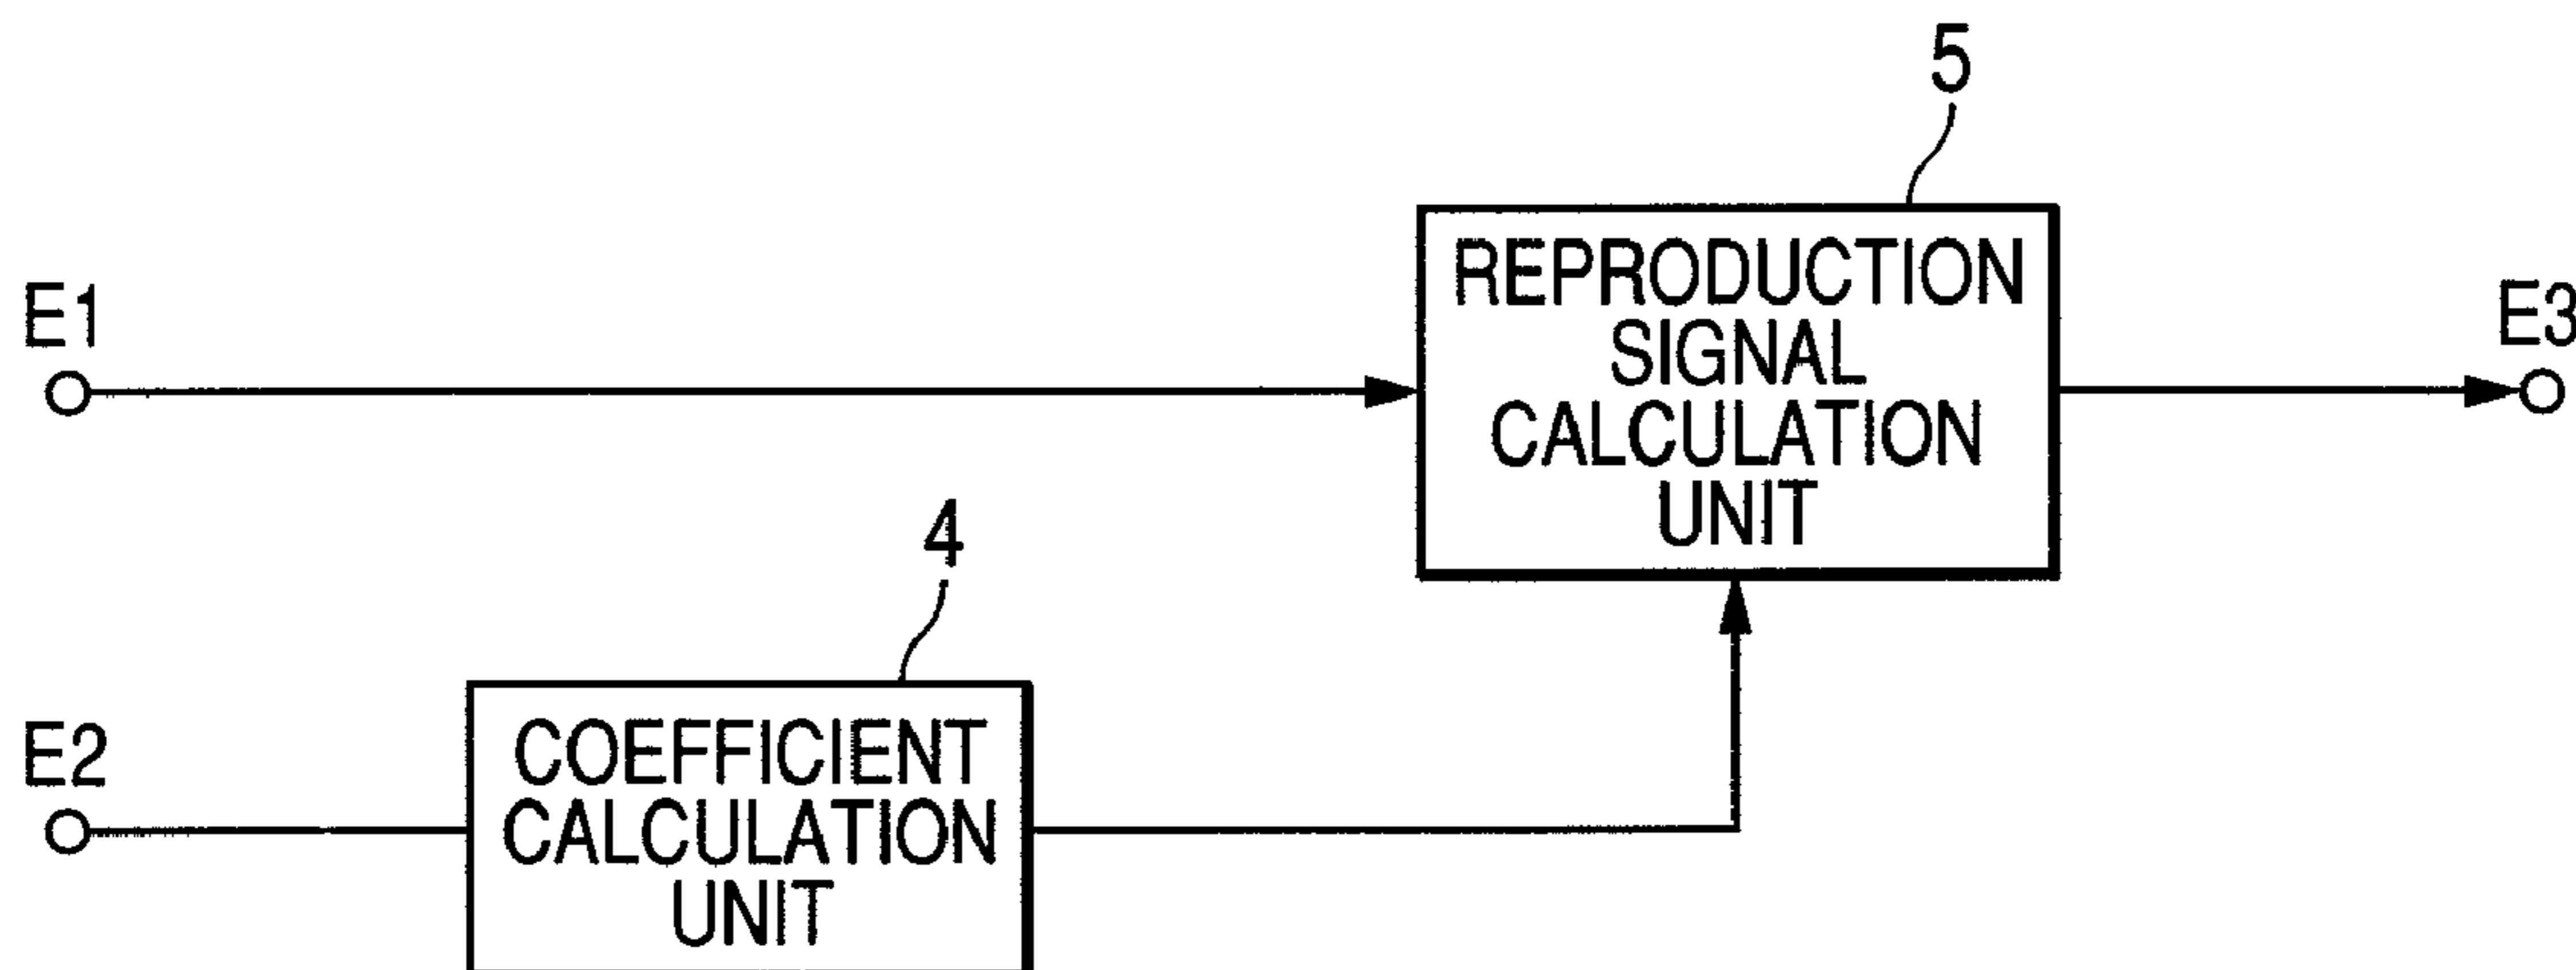 5
REPRODUCTION
SIGNAL
CALCULATION
UNIT
E1
E3
4
E2
COEFFICIENT
CALCULATION
UNIT